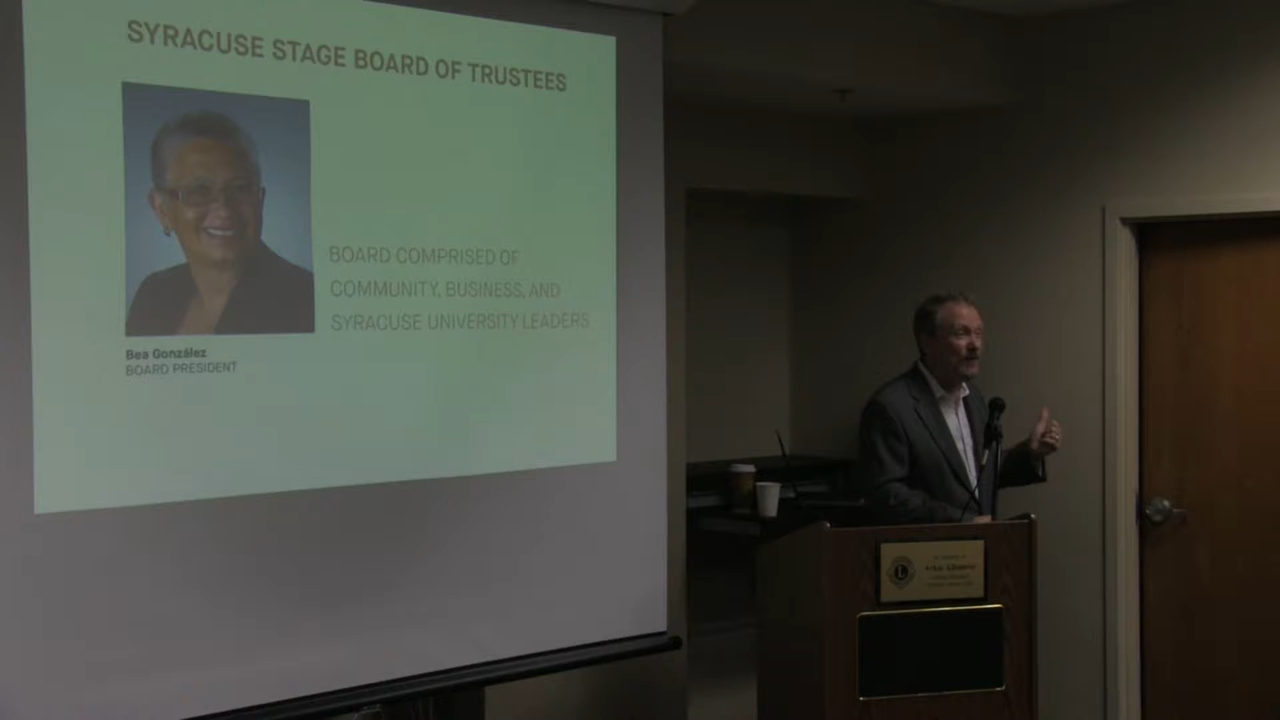 SYRACUSE STAGE BOARD OF TRUSTEES
BOARD COMPRISED OF
COMMUNITY, BUSINESS, AND
SYRACUSE UNIVERSITY LEADERS
Bea González
BOARD PRESIDENT
L